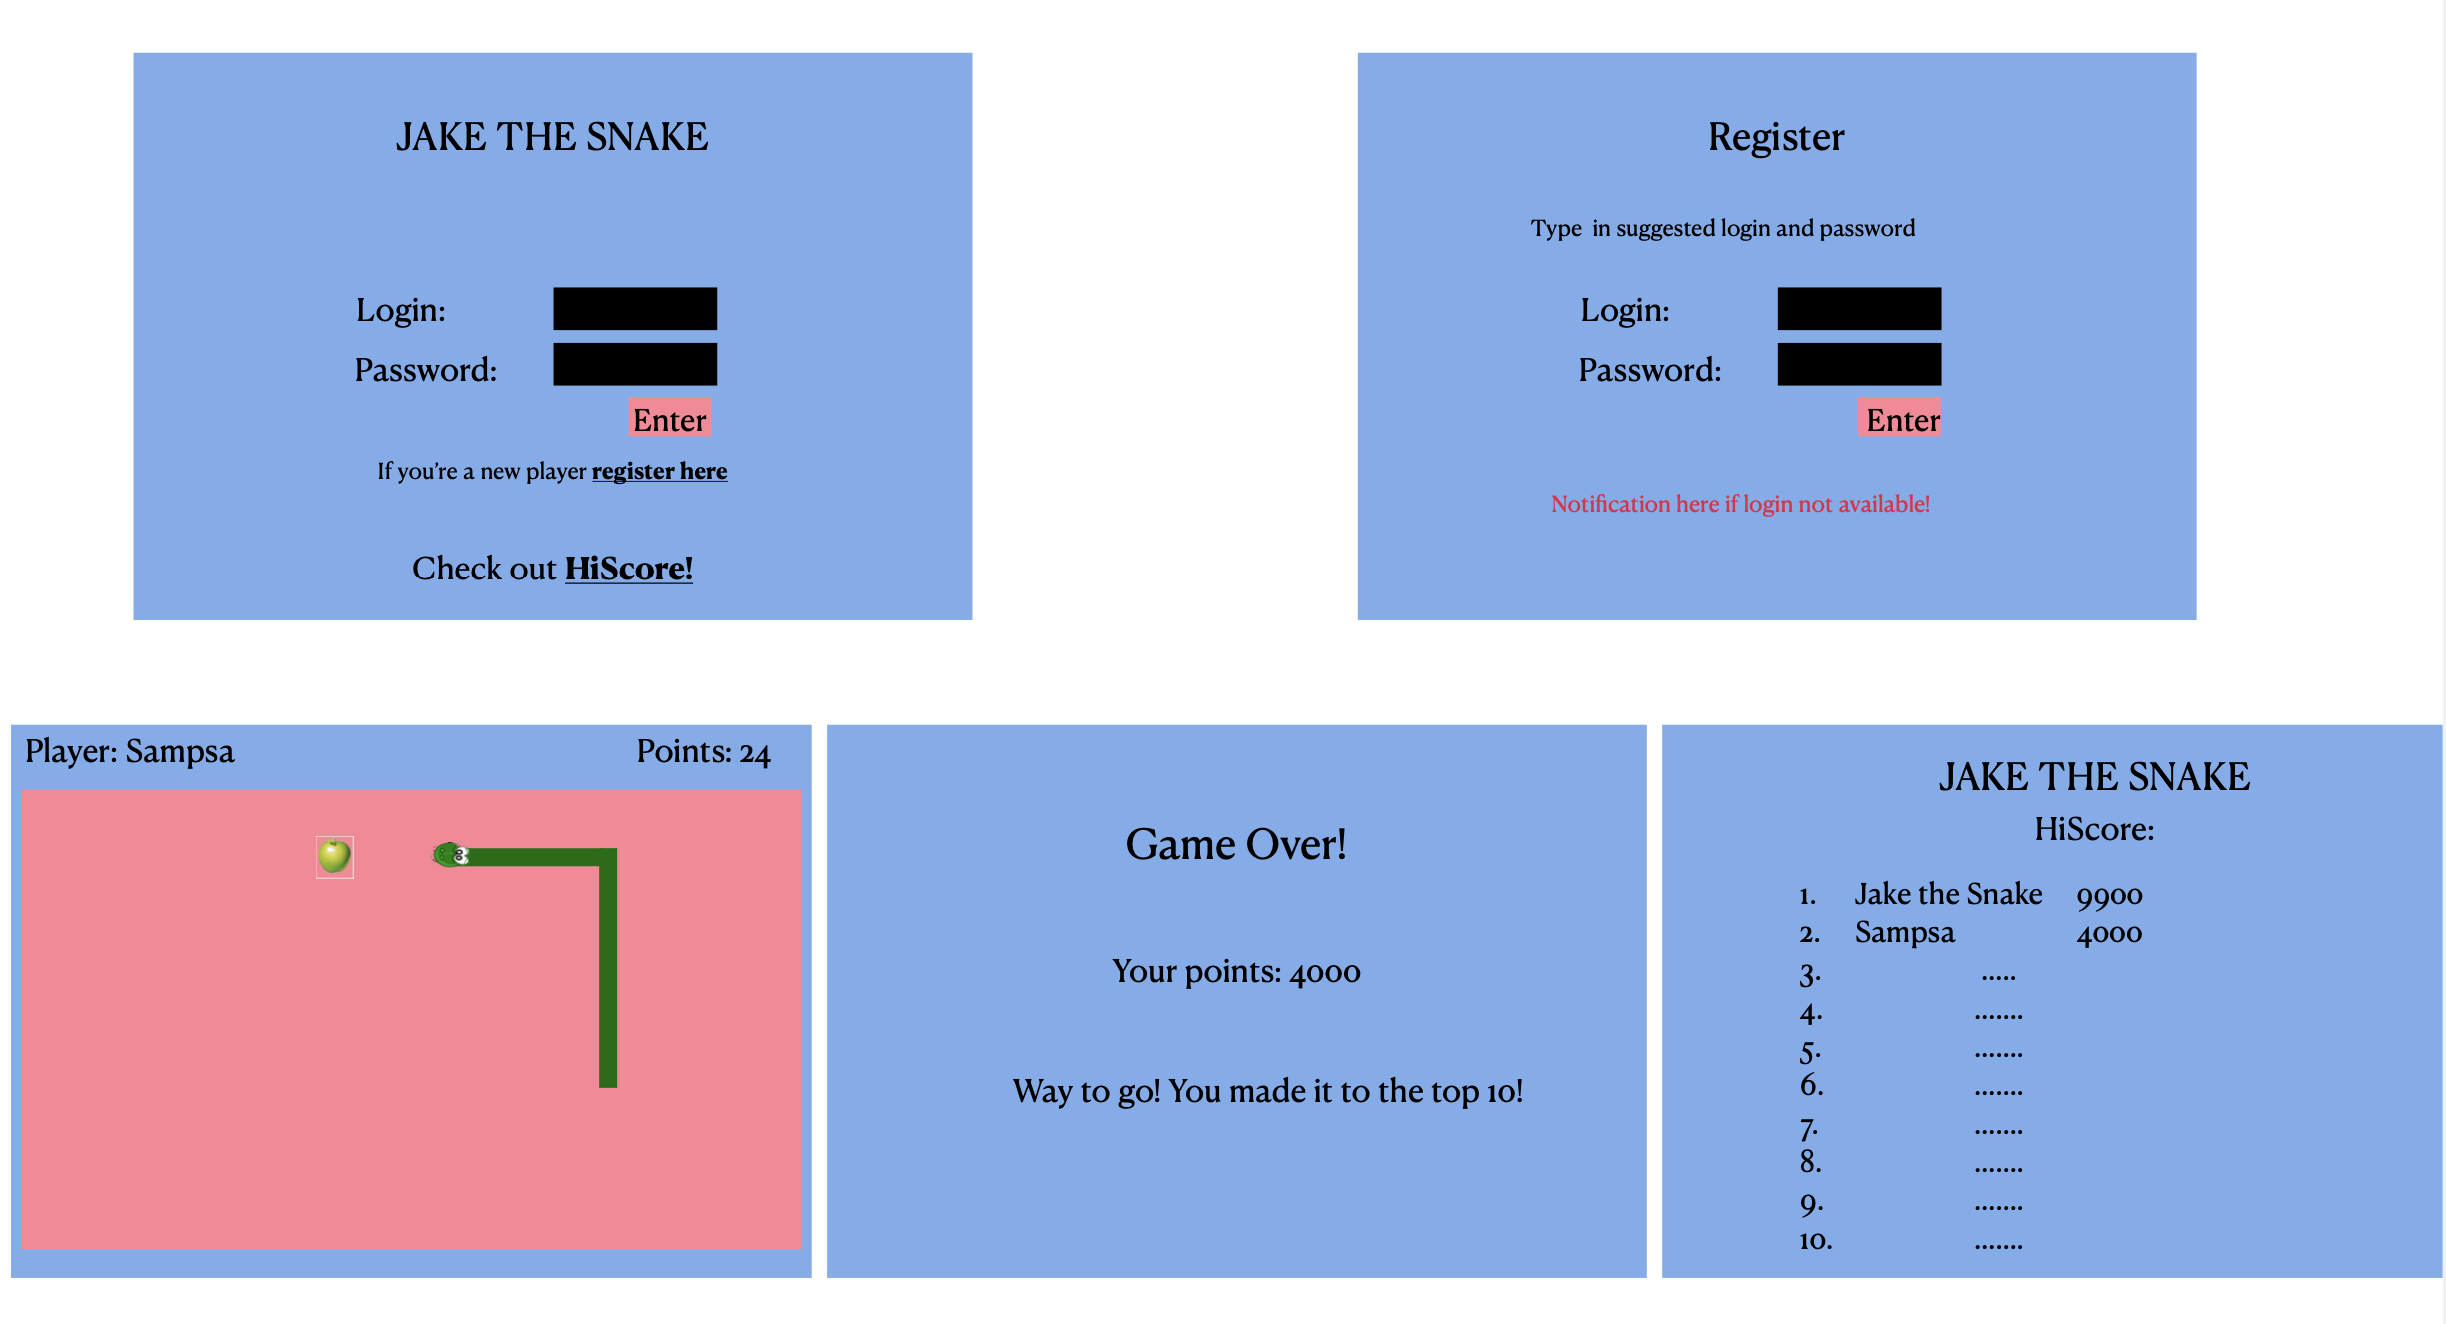 JAKE THE SNAKE
Login:
Password:
Enter
If you're a new player register here
Check out HiScore!
Register
Type in suggested login and password
Login:
Password:
Enter
Notification here if login not available!
Player: Sampsa Points: 24
Game Over!
Your points: 4000
Way to go! You made it to the top 10!
JAKE THE SNAKE
HiScore:
1. Jake the Snake 9900
2. Sampsa 4000
3. .....
4. .......
5. .......
6. .......
7. .......
8. .......
9. .......
10. .......